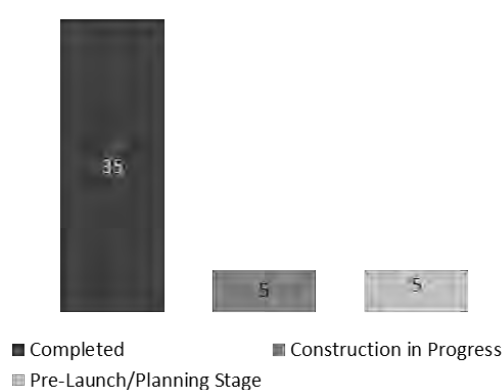 35
5
5
Completed
Construction in Progress
Pre-Launch/Planning Stage